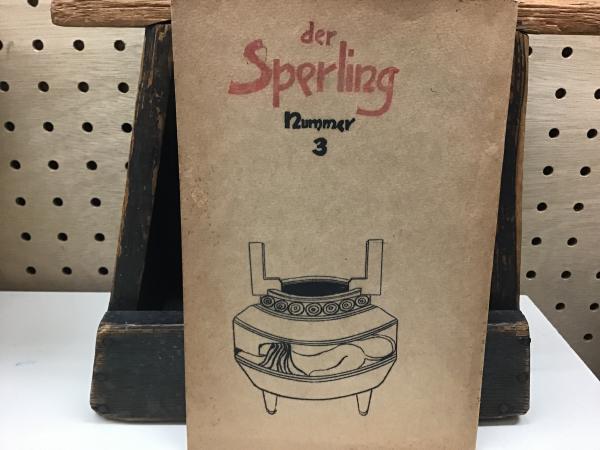 der
Sperling
nummer
3